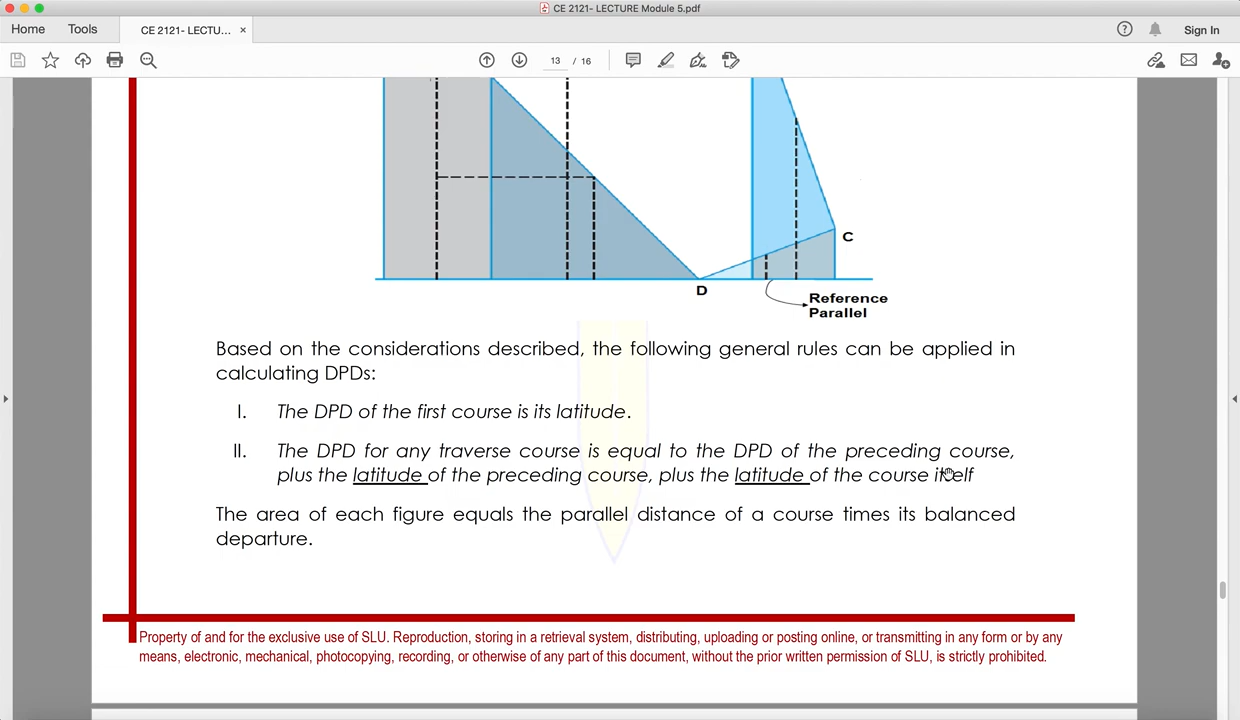 CE 2121- LECTURE Module 5.pdf
Home
Tools
CE 2121- LECTU... ×
Sign In
13 / 16
C
D
Reference
Parallel
Based on the considerations described, the following general rules can be applied in
calculating DPDs:
I. The DPD of the first course is its latitude.
II. The DPD for any traverse course is equal to the DPD of the preceding course,
plus the latitude of the preceding course, plus the latitude of the course itself
The area of each figure equals the parallel distance of a course times its balanced
departure.
Property of and for the exclusive use of SLU. Reproduction, storing in a retrieval system, distributing, uploading or posting online, or transmitting in any form or by any
means, electronic, mechanical, photocopying, recording, or otherwise of any part of this document, without the prior written permission of SLU, is strictly prohibited.